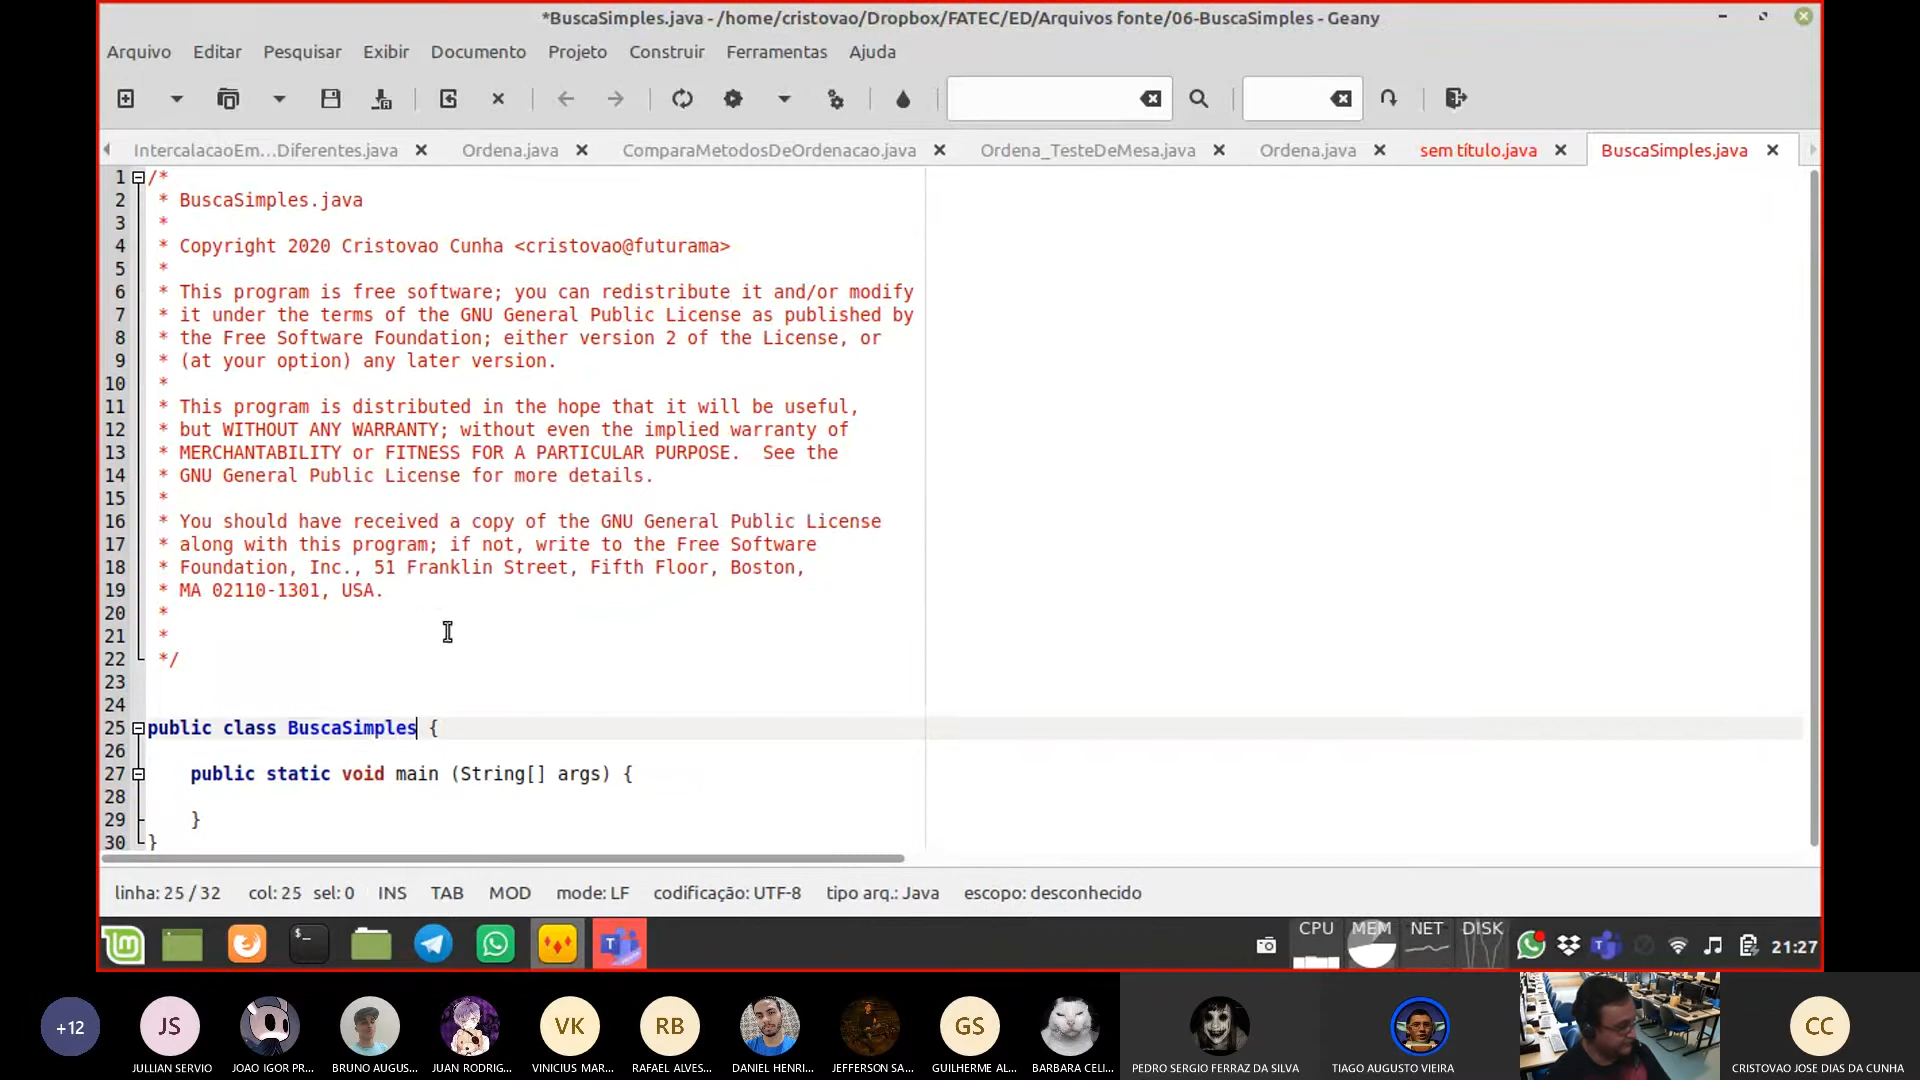 *BuscaSimples.java - /home/cristovao/Dropbox/FATEC/ED/Arquivos fonte/06-BuscaSimples - Geany
Arquivo Editar Pesquisar Exibir Documento Projeto Construir Ferramentas Ajuda
IntercalacaoEm...Diferentes.java Ordena.java ComparaMetodosDeOrdenacao.java Ordena_TesteDeMesa.java Ordena.java sem título.java BuscaSimples.java
1 /*
2 * BuscaSimples.java
3 *
4 * Copyright 2020 Cristovao Cunha <cristovao@futurama>
5 *
6 * This program is free software; you can redistribute it and/or modify
7 * it under the terms of the GNU General Public License as published by
8 * the Free Software Foundation; either version 2 of the License, or
9 * (at your option) any later version.
10 *
11 * This program is distributed in the hope that it will be useful,
12 * but WITHOUT ANY WARRANTY; without even the implied warranty of
13 * MERCHANTABILITY or FITNESS FOR A PARTICULAR PURPOSE.  See the
14 * GNU General Public License for more details.
15 *
16 * You should have received a copy of the GNU General Public License
17 * along with this program; if not, write to the Free Software
18 * Foundation, Inc., 51 Franklin Street, Fifth Floor, Boston,
19 * MA 02110-1301, USA.
20 *
21 *
22 */
23
24
25 public class BuscaSimples {
26
27 public static void main (String[] args) {
28
29 }
30 }
linha: 25 / 32 col: 25 sel: 0 INS TAB MOD mode: LF codificação: UTF-8 tipo arq.: Java escopo: desconhecido
CPU MEM NET DISK 21:27
+12 JS VK RB GS CC
JULLIAN SERVIO JOAO IGOR PR... BRUNO AUGUS... JUAN RODRIG... VINICIUS MAR... RAFAEL ALVES... DANIEL HENRI... JEFFERSON SA... GUILHERME AL... BARBARA CELI... PEDRO SERGIO FERRAZ DA SILVA TIAGO AUGUSTO VIEIRA CRISTOVAO JOSE DIAS DA CUNHA